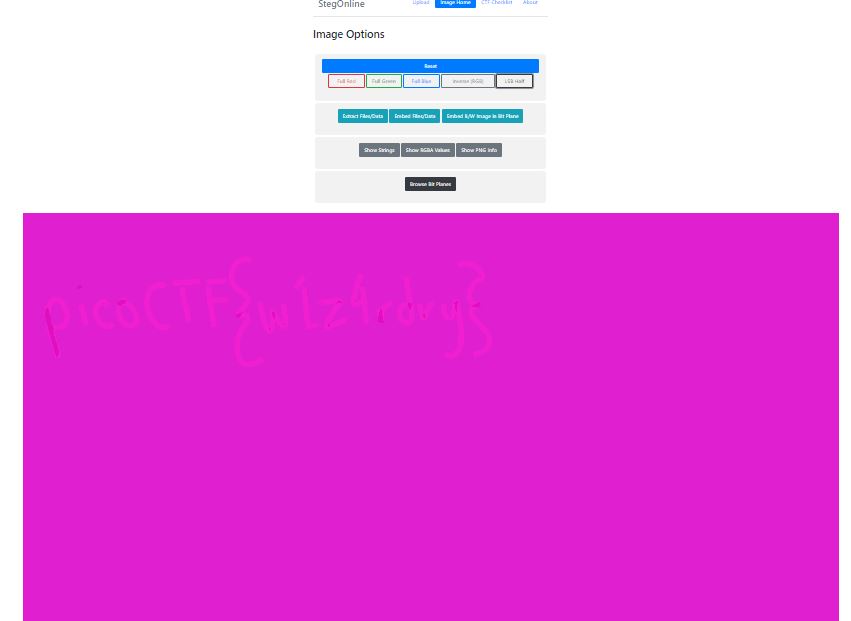 StegOnline
Upload Image Home CTF Checklist About
Image Options
Reset
Full Red Full Green Full Blue Inverse (RGB) LSB Half
Extract Files/Data Embed Files/Data Embed B/W Image in Bit Plane
Show Strings Show RGBA Values Show PNG Info
Browse Bit Planes
picoCTF{w1z4rdry}